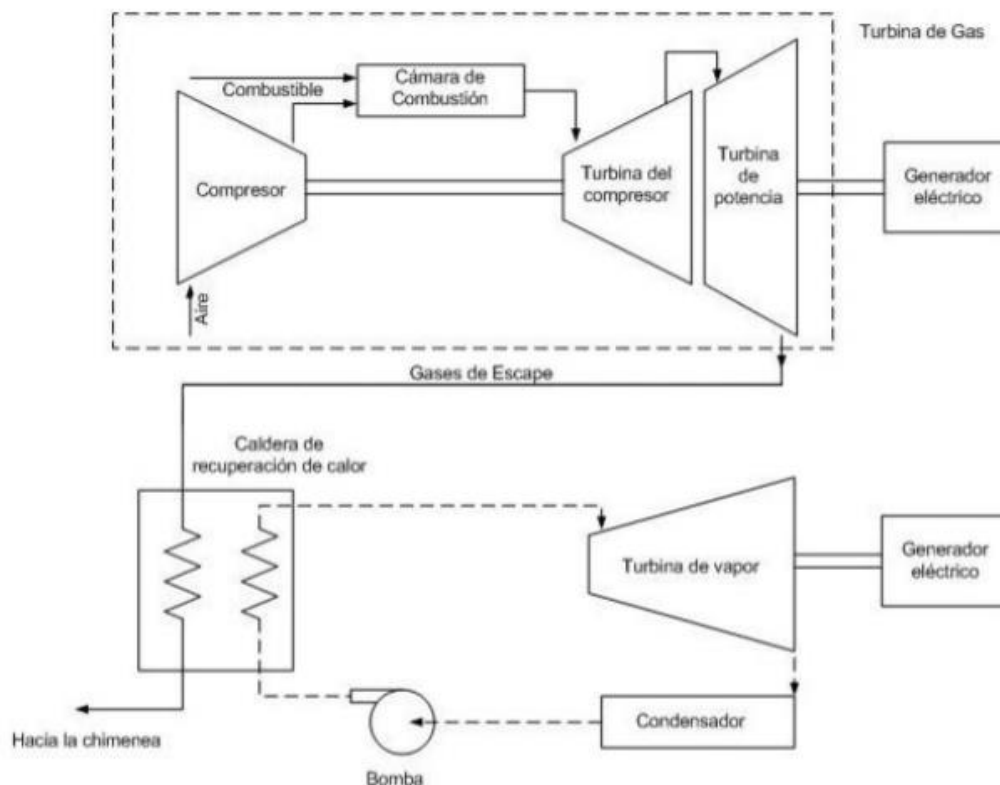 Turbina de Gas
Combustible
Cámara de
Combustión
Compresor
Turbina del
compresor
Turbina
de
potencia
Generador
eléctrico
Aire
Gases de Escape
Caldera de
recuperación de calor
Turbina de vapor
Generador
eléctrico
Condensador
Hacia la chimenea
Bomba